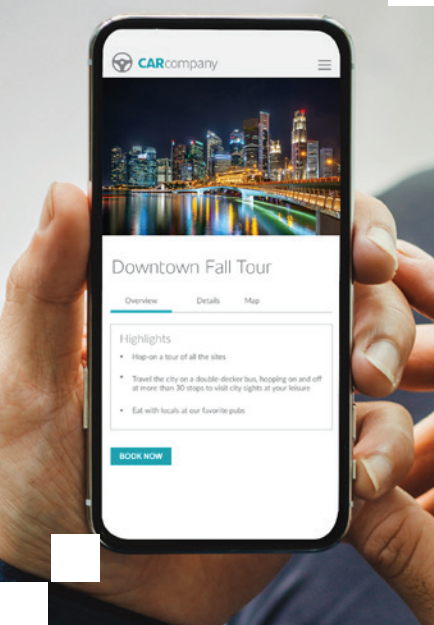 CARcompany
Downtown Fall Tour
Overview Details Map
Highlights
• Hop-on a tour of all the sites
• Travel the city on a double-decker bus, hopping on and off
at more than 30 stops to visit city sights at your leisure
• Eat with locals at our favorite pubs
BOOK NOW